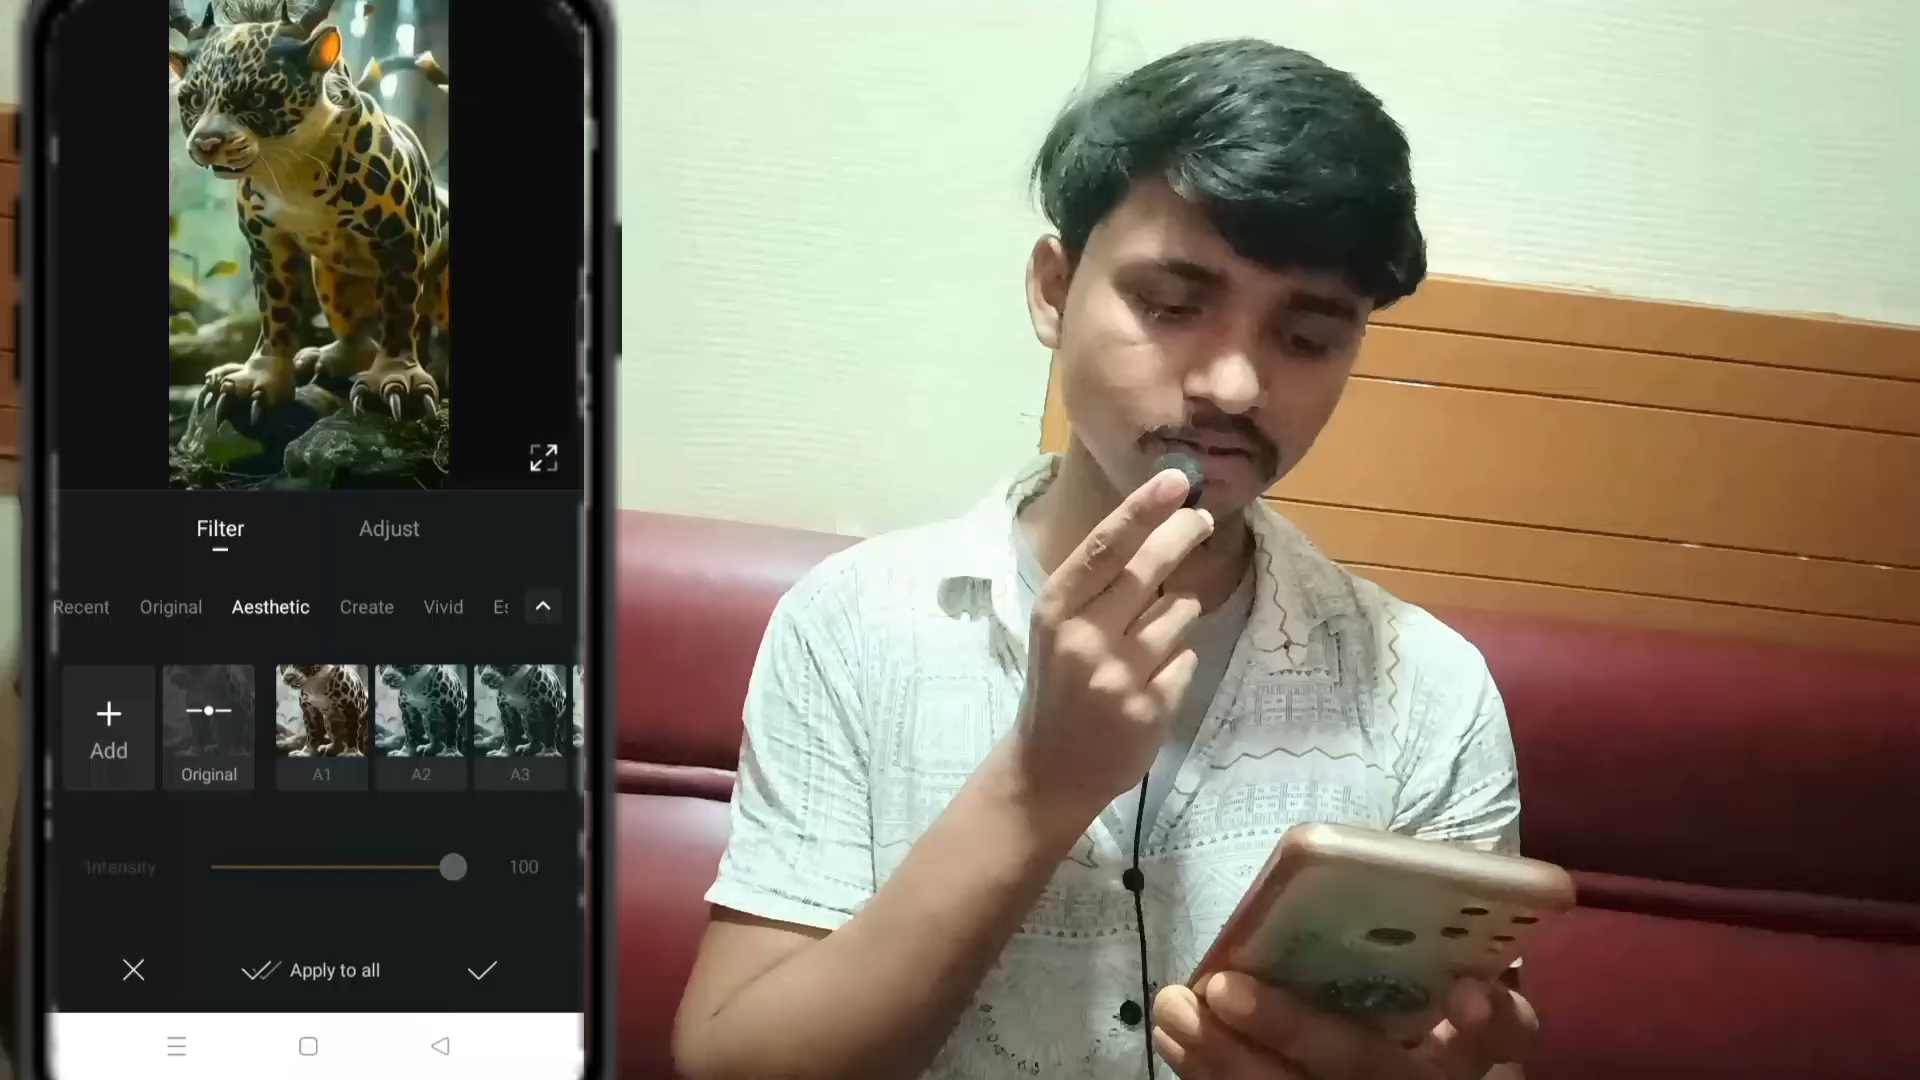 Filter Adjust
Recent Original Aesthetic Create Vivid
Add Original A1 A2 A3
Intensity 100
Apply to all